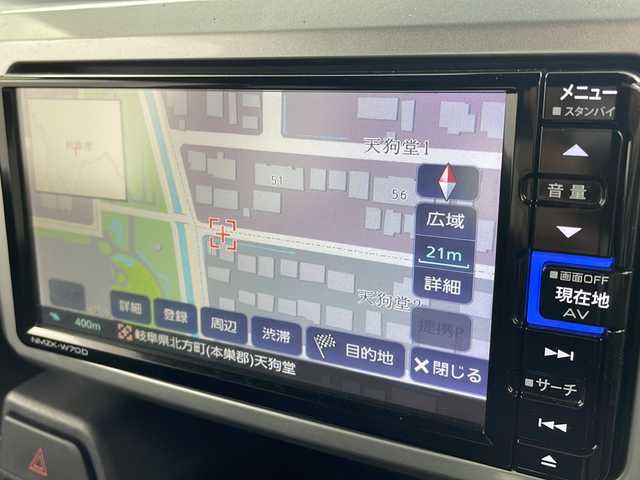 メニュー
スタンバイ
天狗堂1
51
56
音量
広域
21m
詳細
画面OFF
現在地
AV
天狗堂2
詳細
登録
周辺
渋滞
目的地
提携P
閉じる
400m
岐阜県北方町(本巣郡)天狗堂
NMZK-W70D
サーチ